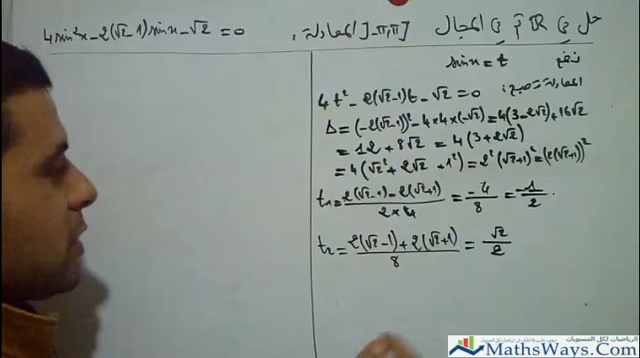 حل في ℝ ثم في المجال [-π,π] المعادلة:
4sin²x-2(√2-1)sinx-√2=0
نضع sinx=t
المعادلة تصبح:
4t²-2(√2-1)t-√2=0
Δ=(-2(√2-1))²-4×4×(-√2)=4(3-2√2)+16√2
=12+8√2=4(3+2√2)
=4(√2²+2√2+1²)=2²(√2+1)²=(2(√2+1))²
t₁=(2(√2-1)-2(√2+1))/(2×4)=-4/8=-1/2.
t₂=(2(√2-1)+2(√2+1))/8=√2/2
الرياضيات لكل المستويات
MathsWays.Com